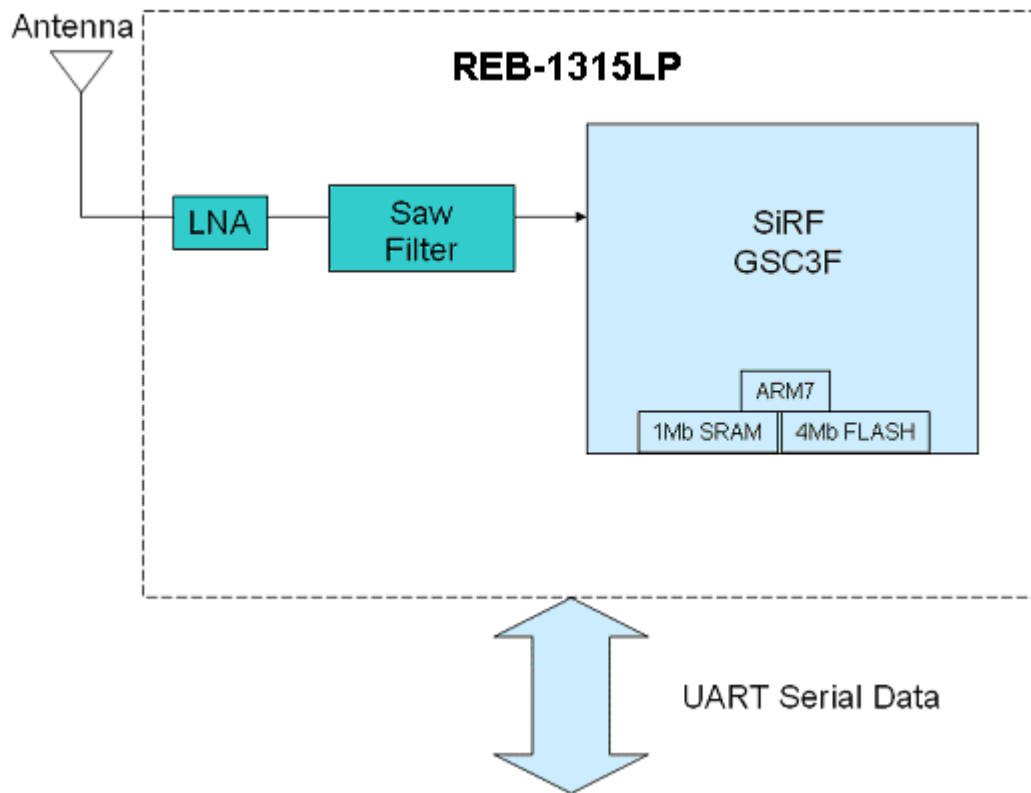 Antenna
REB-1315LP
LNA
Saw
Filter
SiRF
GSC3F
ARM7
1Mb SRAM
4Mb FLASH
UART Serial Data